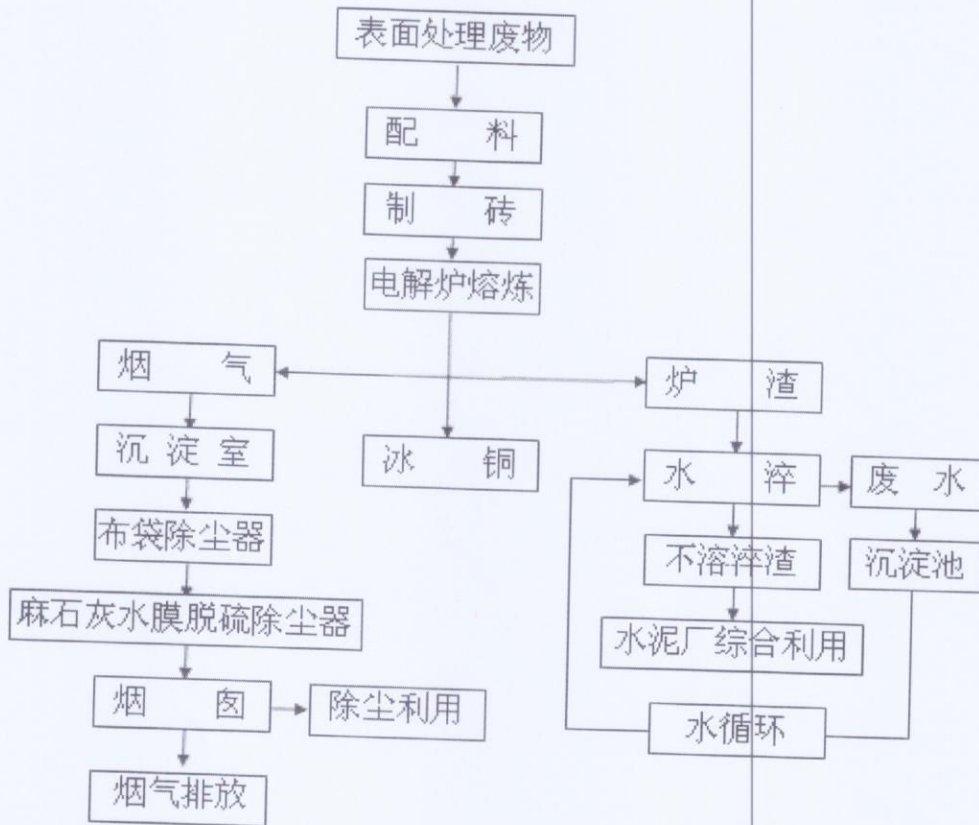 表面处理废物
配 料
制 砖
电解炉熔炼
烟 气
炉 渣
沉淀室
冰 铜
水 淬
废 水
布袋除尘器
不溶淬渣
沉淀池
麻石灰水膜脱硫除尘器
水泥厂综合利用
烟 囱
除尘利用
水循环
烟气排放